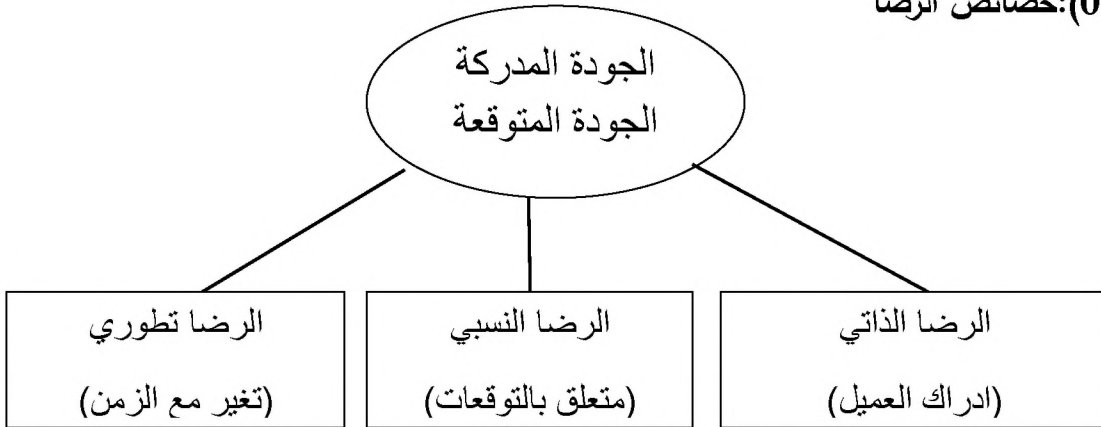 0):خصائص الرضا
الجودة المدركة
الجودة المتوقعة
الرضا الذاتي
(ادراك العميل)
الرضا النسبي
(متعلق بالتوقعات)
الرضا تطوري
(تغير مع الزمن)